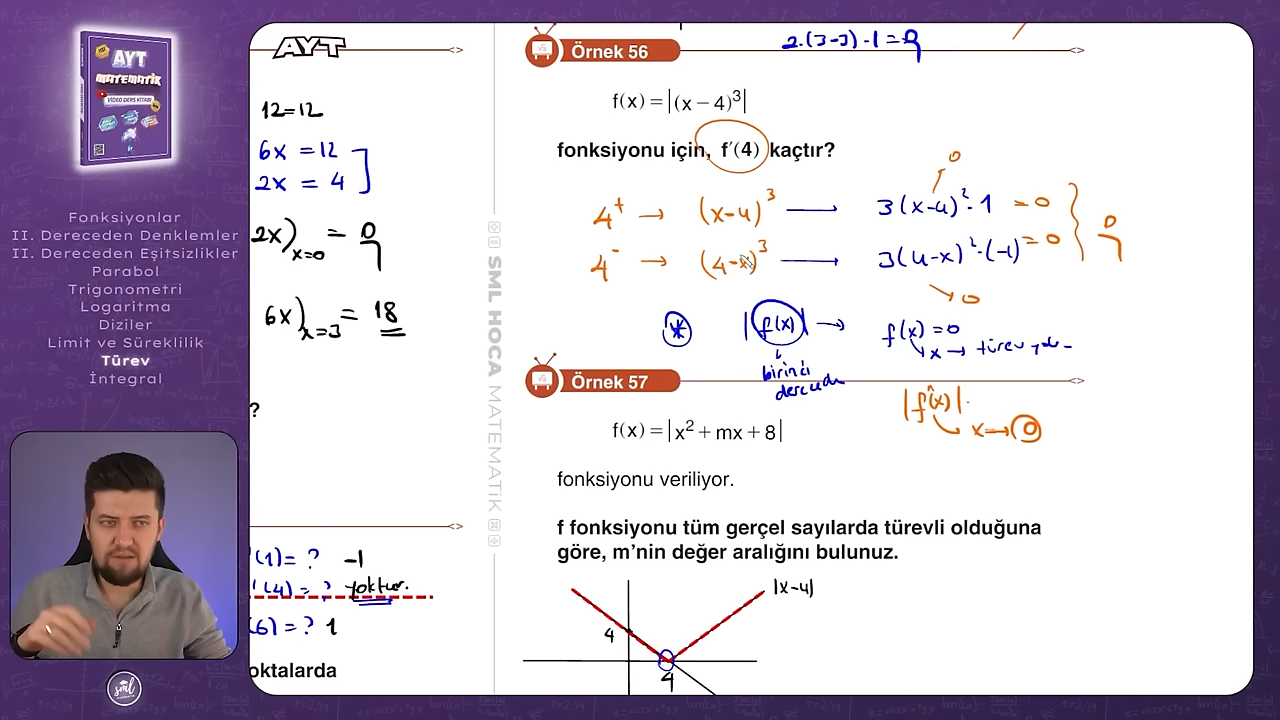 AYT
MATEMATİK
VİDEO DERS KİTABI
Fonksiyonlar
II. Dereceden Denklemler
II. Dereceden Eşitsizlikler
Parabol
Trigonometri
Logaritma
Diziler
Limit ve Süreklilik
Türev
İntegral
sml
AYT
12=12
6x = 12
2x = 4
2x)x=0 = 0
6x)x=3 = 18
?
'(1) = ? -1
'(4) = ? yoktur.
(6) = ? 1
oktalarda
SML HOCA MATEMATİK
2.(3-3)-1=
Örnek 56
f(x) = |(x – 4)³|
fonksiyonu için, f'(4) kaçtır?
4⁺ → (x-4)³ → 3(x-4)²·1 = 0
0
4⁻ → (4-x)³ → 3(4-x)²·(-1) = 0
0
0
* |f(x)| → f(x) = 0
x → türev yok
birinci
dereceden
Örnek 57
|f(x)|
x → 0
f(x) = |x² + mx + 8|
fonksiyonu veriliyor.
f fonksiyonu tüm gerçel sayılarda türevli olduğuna
göre, m'nin değer aralığını bulunuz.
|x-4|
4
4